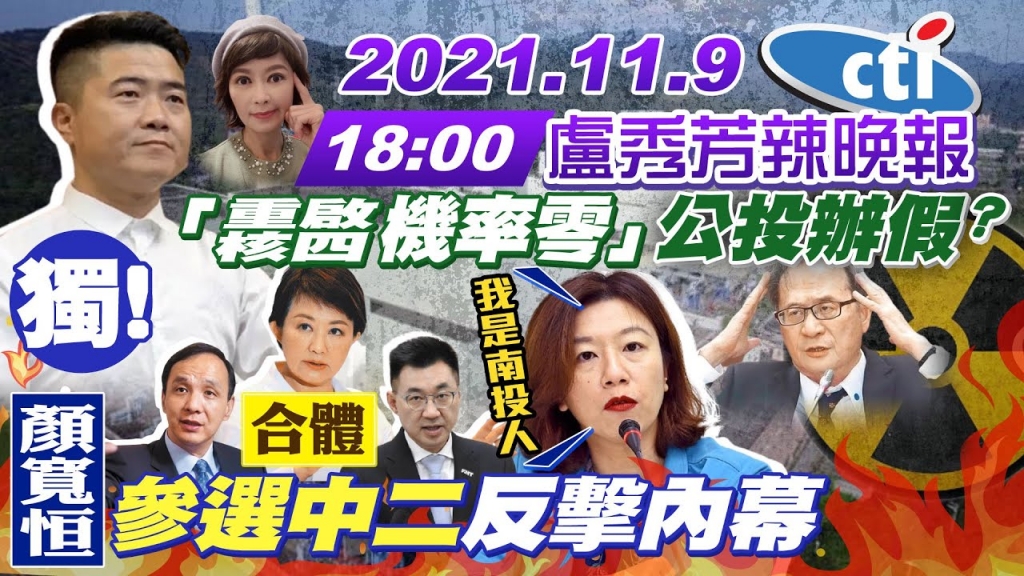 2021.11.9
cti
18:00 盧秀芳辣晚報
「重啓機率零」公投辦假?
獨!
我是南投人
合體
顏寬恒
參選中二反擊內幕